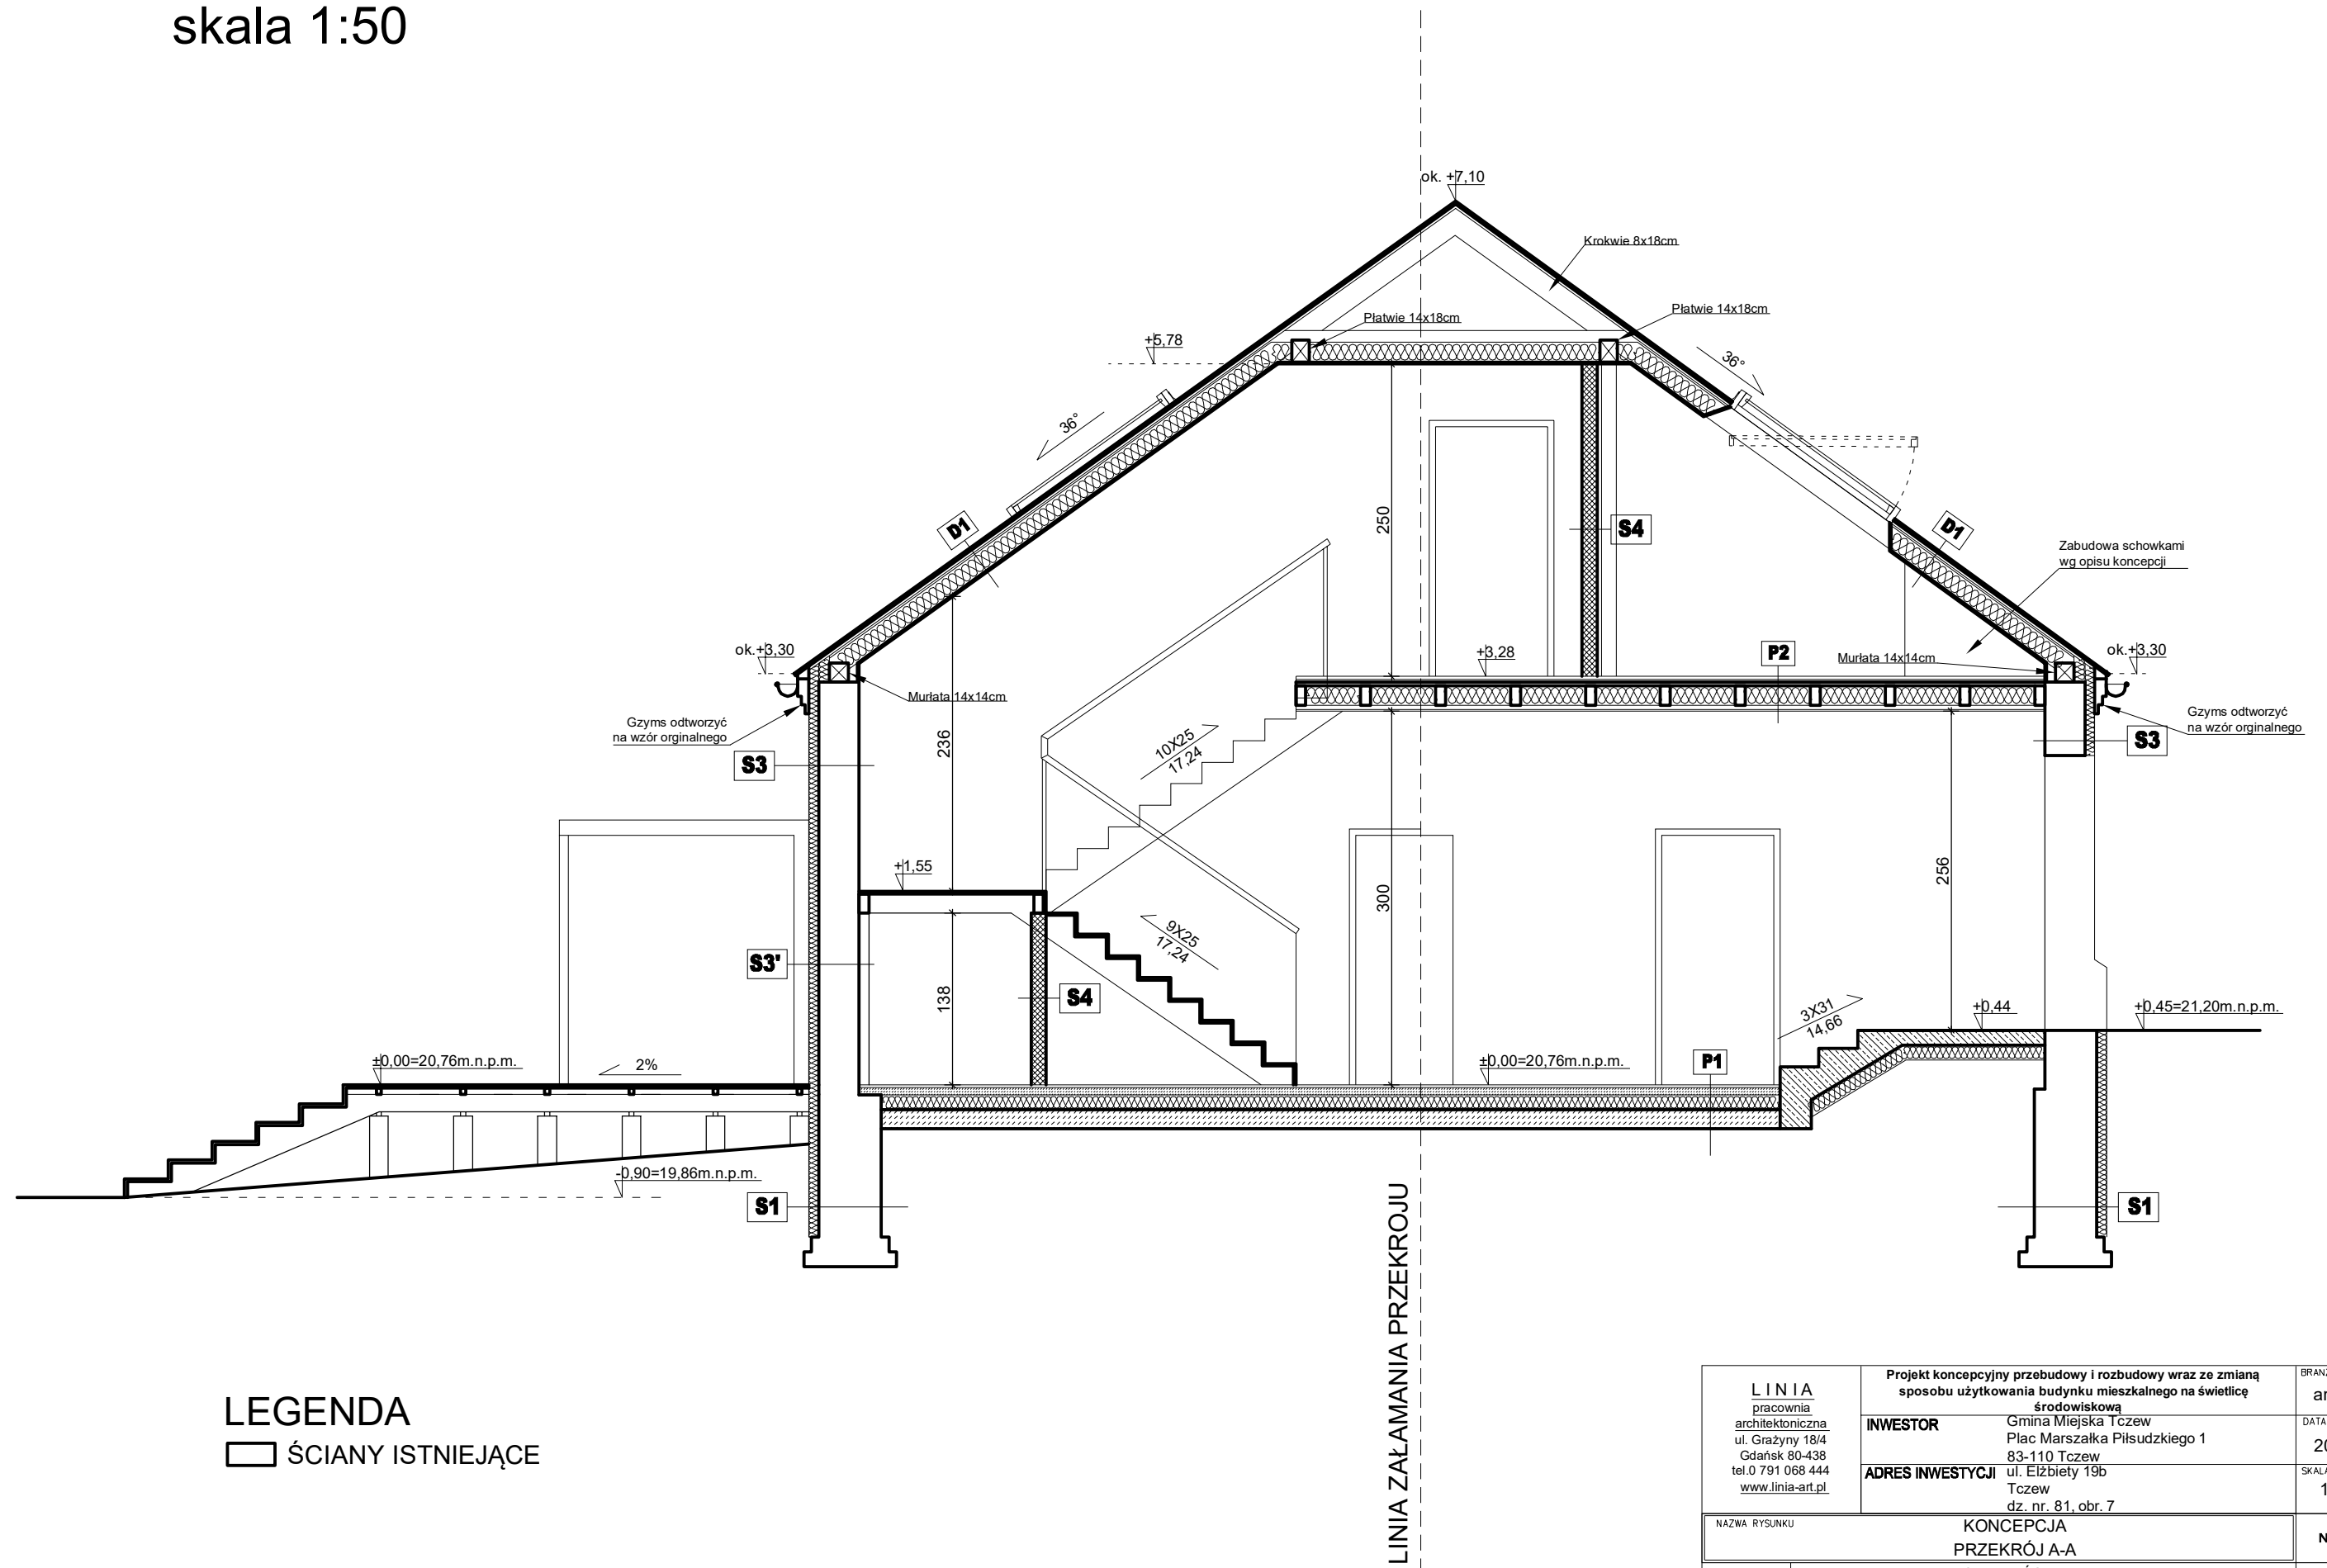 skala 1:50
ok. +7,10
Krokwie 8x18cm
Płatwie 14x18cm
Płatwie 14x18cm
+5,78
36°
36°
D1
250
S4
D1
Zabudowa schowkami
wg opisu koncepcji
ok.+3,30
+3,28
P2
Murłata 14x14cm
ok.+3,30
Murłata 14x14cm
Gzyms odtworzyć
na wzór orginalnego
Gzyms odtworzyć
na wzór orginalnego
S3
236
10X25
17,24
S3
+1,55
300
256
9X25
17,24
S3'
138
S4
3X31
14,66
+0,44
+0,45=21,20m.n.p.m.
±0,00=20,76m.n.p.m.
2%
±0,00=20,76m.n.p.m.
P1
-0,90=19,86m.n.p.m.
S1
S1
LINIA ZAŁAMANIA PRZEKROJU
LEGENDA
ŚCIANY ISTNIEJĄCE
LINIA
pracownia
architektoniczna
ul. Grażyny 18/4
Gdańsk 80-438
tel.0 791 068 444
www.linia-art.pl
Projekt koncepcyjny przebudowy i rozbudowy wraz ze zmianą
sposobu użytkowania budynku mieszkalnego na świetlicę
środowiskową
INWESTOR
Gmina Miejska Tczew
Plac Marszałka Piłsudzkiego 1
83-110 Tczew
DATA
ADRES INWESTYCJI
ul. Elżbiety 19b
Tczew
dz. nr. 81, obr. 7
SKALA
NAZWA RYSUNKU
KONCEPCJA
PRZEKRÓJ A-A